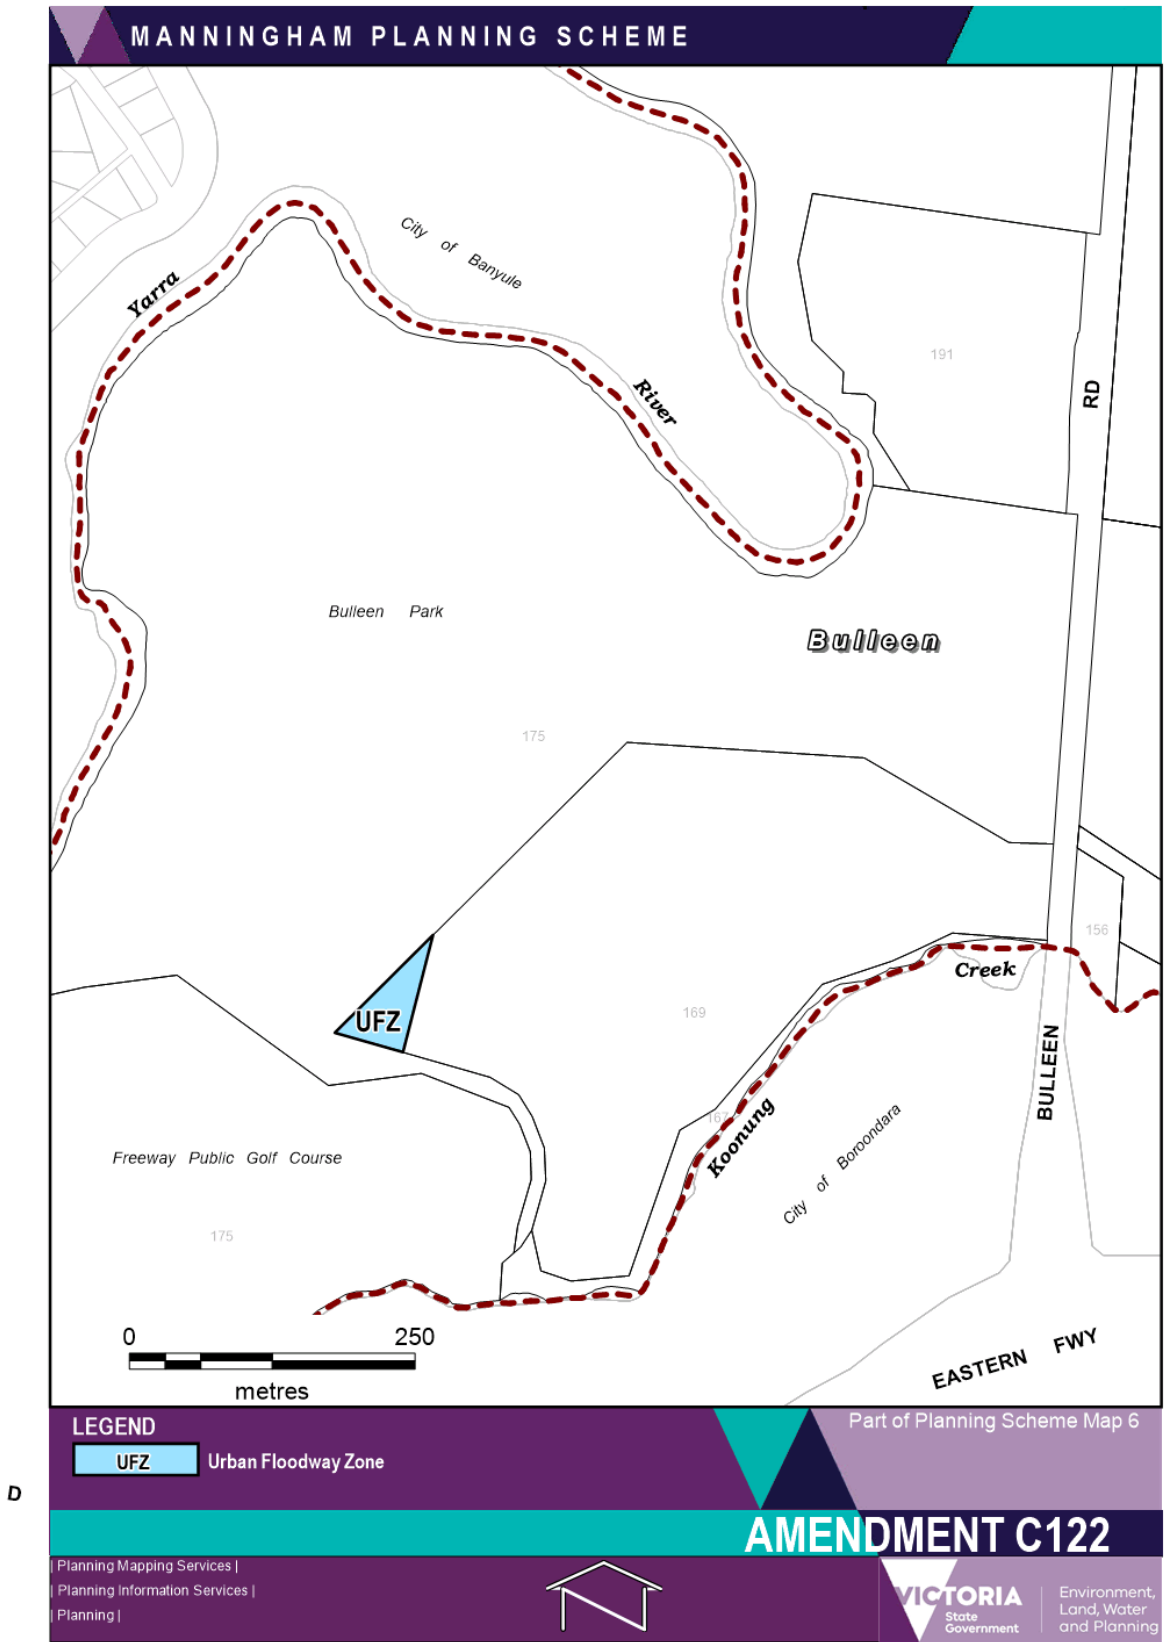 MANNINGHAM PLANNING SCHEME
City of Banyule
Yarra
River
191
RD
Bulleen Park
Bulleen
175
156
Creek
UFZ
169
BULLEEN
167
Koonung
City of Boroondara
Freeway Public Golf Course
175
0 250
metres
EASTERN FWY
LEGEND
Part of Planning Scheme Map 6
UFZ Urban Floodway Zone
D
AMENDMENT C122
| Planning Mapping Services |
| Planning Information Services |
| Planning |
VICTORIA
State
Government
Environment,
Land, Water
and Planning